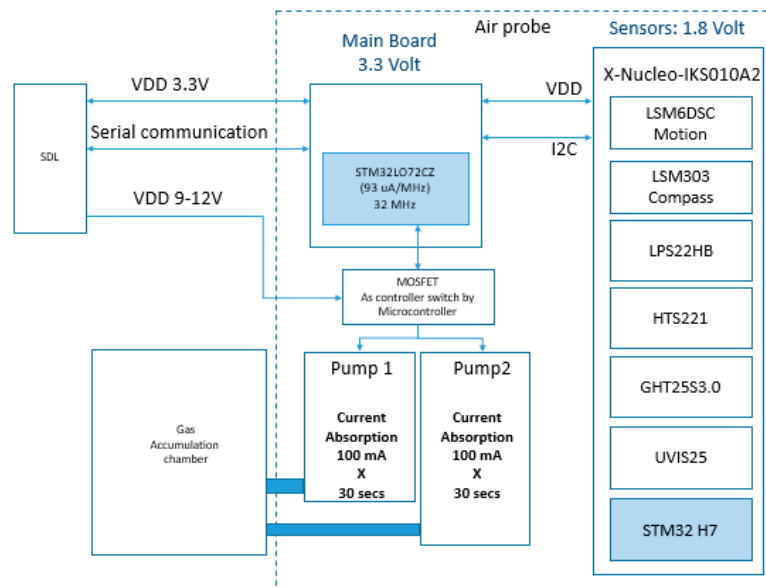 Air probe
Sensors: 1.8 Volt
Main Board
3.3 Volt
X-Nucleo-IKS010A2
VDD 3.3V
VDD
LSM6DSC
Motion
Serial communication
I2C
SDL
STM32LO72CZ
(93 uA/MHz)
32 MHz
LSM303
Compass
VDD 9-12V
LPS22HB
MOSFET
As controller switch by
Microcontroller
HTS221
Pump 1
Pump2
GHT25S3.0
Current
Absorption
100 mA
X
30 secs
Current
Absorption
100 mA
X
30 secs
Gas
Accumulation
chamber
UVIS25
STM32 H7